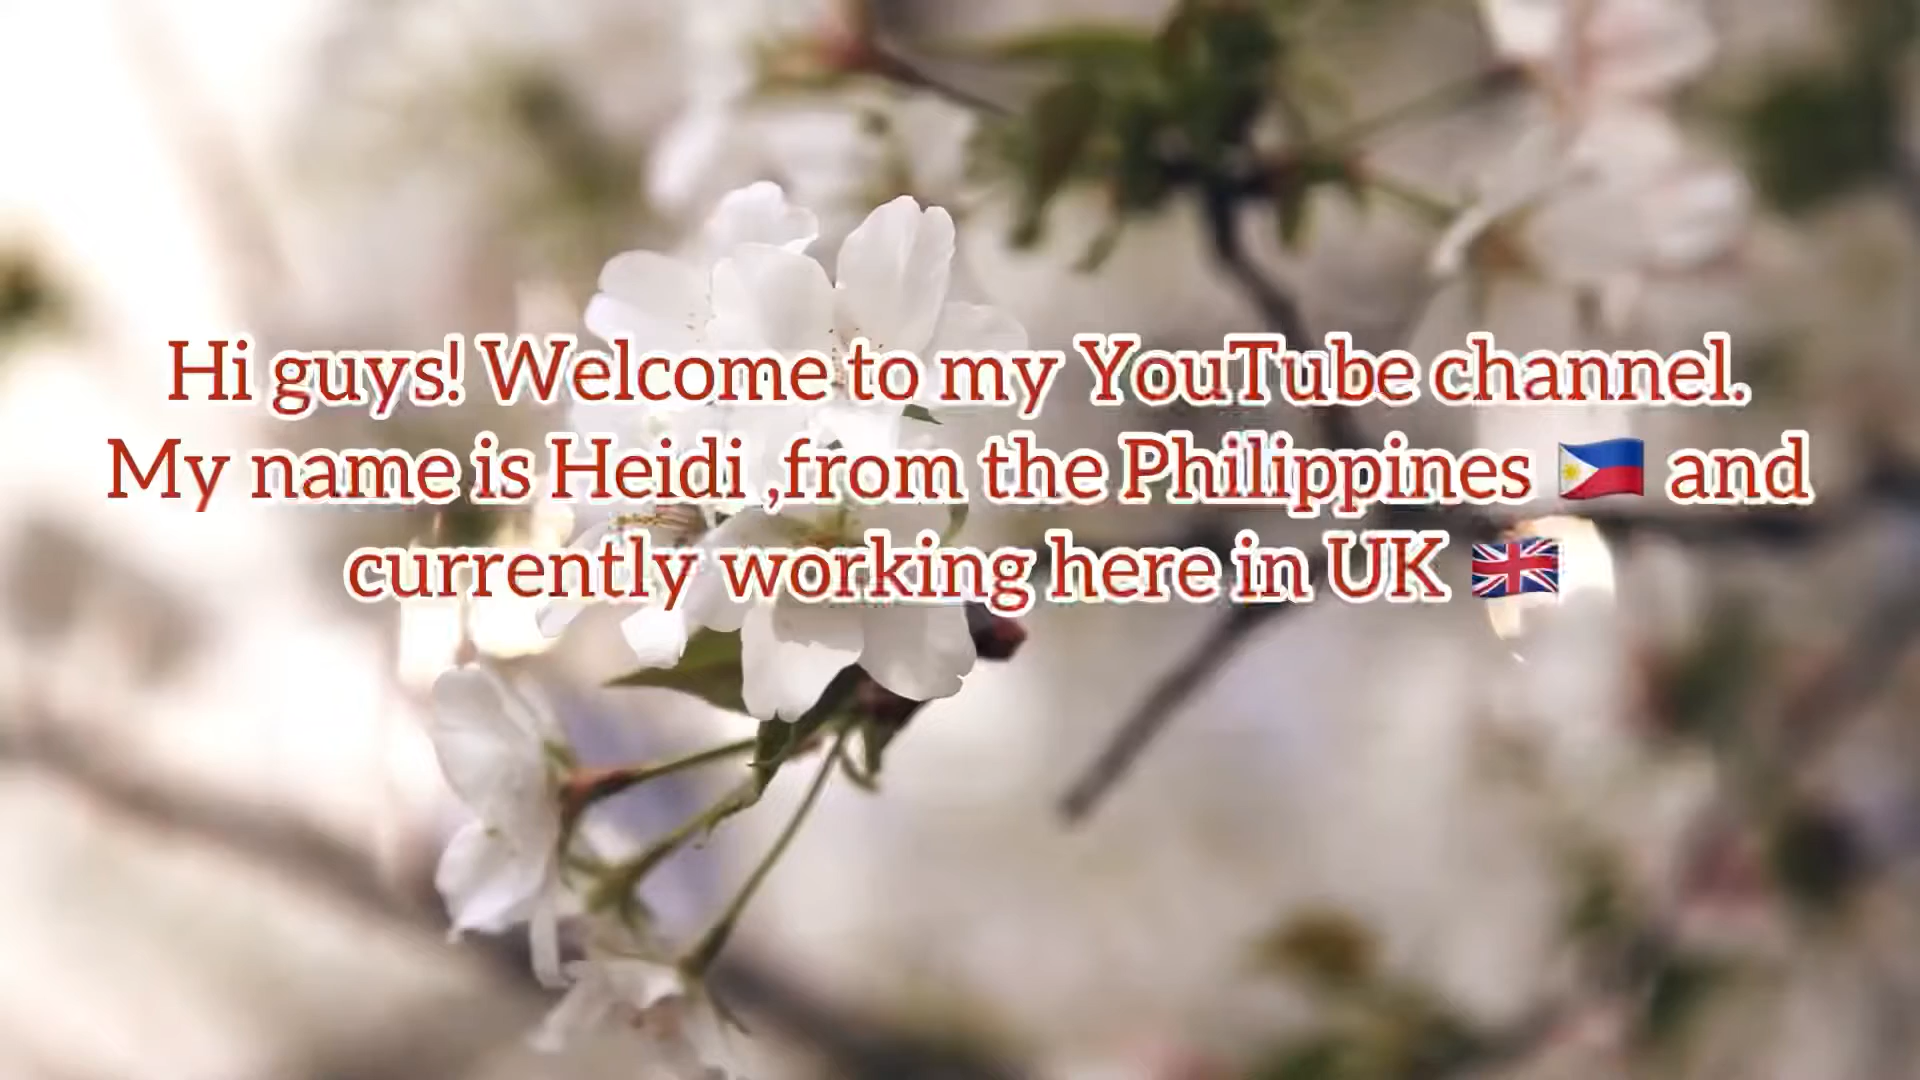 Hi guys! Welcome to my YouTube channel.
My name is Heidi ,from the Philippines 🇵🇭 and
currently working here in UK 🇬🇧